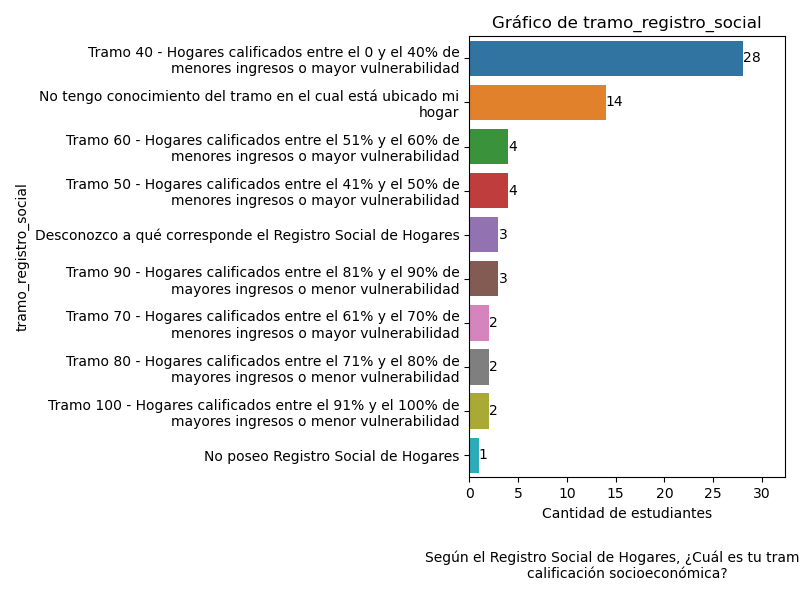 Gráfico de tramo_registro_social
Tramo 40 - Hogares calificados entre el 0 y el 40% de
menores ingresos o mayor vulnerabilidad
28
No tengo conocimiento del tramo en el cual está ubicado mi
hogar
14
Tramo 60 - Hogares calificados entre el 51% y el 60% de
menores ingresos o mayor vulnerabilidad
4
Tramo 50 - Hogares calificados entre el 41% y el 50% de
menores ingresos o mayor vulnerabilidad
4
Desconozco a qué corresponde el Registro Social de Hogares
3
Tramo 90 - Hogares calificados entre el 81% y el 90% de
mayores ingresos o menor vulnerabilidad
3
Tramo 70 - Hogares calificados entre el 61% y el 70% de
menores ingresos o mayor vulnerabilidad
2
Tramo 80 - Hogares calificados entre el 71% y el 80% de
mayores ingresos o menor vulnerabilidad
2
Tramo 100 - Hogares calificados entre el 91% y el 100% de
mayores ingresos o menor vulnerabilidad
2
No poseo Registro Social de Hogares
1
tramo_registro_social
0 5 10 15 20 25 30
Cantidad de estudiantes
Según el Registro Social de Hogares, ¿Cuál es tu tram
calificación socioeconómica?